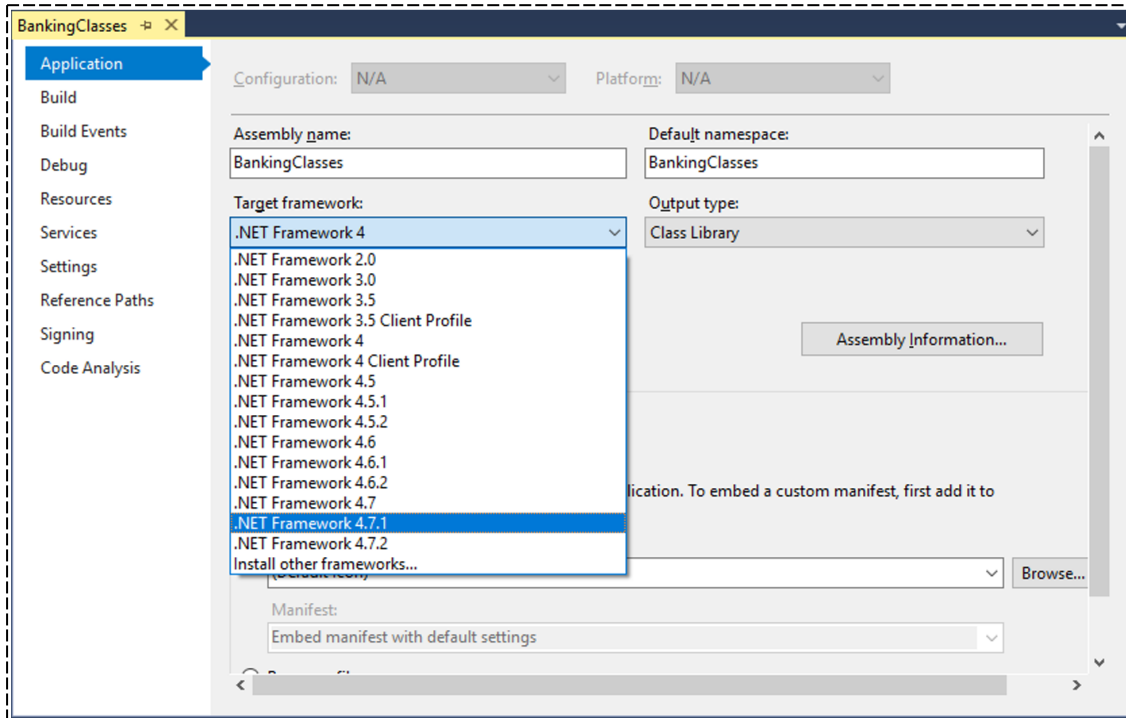 BankingClasses
Application
Build
Build Events
Debug
Resources
Services
Settings
Reference Paths
Signing
Code Analysis
Configuration: N/A Platform: N/A
Assembly name: Default namespace:
BankingClasses BankingClasses
Target framework: Output type:
.NET Framework 4 Class Library
.NET Framework 2.0
.NET Framework 3.0
.NET Framework 3.5
.NET Framework 3.5 Client Profile
.NET Framework 4
.NET Framework 4 Client Profile
.NET Framework 4.5
.NET Framework 4.5.1
.NET Framework 4.5.2
.NET Framework 4.6
.NET Framework 4.6.1
.NET Framework 4.6.2
.NET Framework 4.7
.NET Framework 4.7.1
.NET Framework 4.7.2
Install other frameworks...
Assembly Information...
lication. To embed a custom manifest, first add it to
Browse...
Manifest:
Embed manifest with default settings